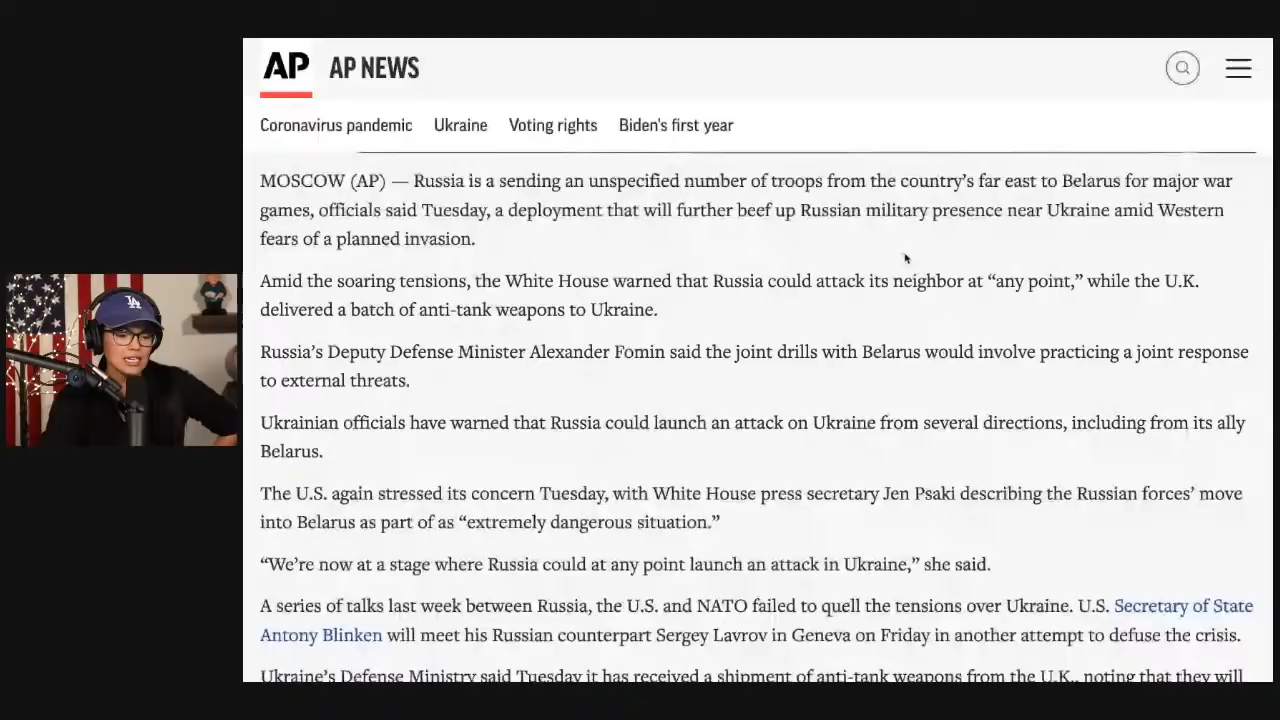 AP AP NEWS
Coronavirus pandemic Ukraine Voting rights Biden's first year
MOSCOW (AP) — Russia is a sending an unspecified number of troops from the country's far east to Belarus for major war
games, officials said Tuesday, a deployment that will further beef up Russian military presence near Ukraine amid Western
fears of a planned invasion.
Amid the soaring tensions, the White House warned that Russia could attack its neighbor at “any point,” while the U.K.
delivered a batch of anti-tank weapons to Ukraine.
Russia's Deputy Defense Minister Alexander Fomin said the joint drills with Belarus would involve practicing a joint response
to external threats.
Ukrainian officials have warned that Russia could launch an attack on Ukraine from several directions, including from its ally
Belarus.
The U.S. again stressed its concern Tuesday, with White House press secretary Jen Psaki describing the Russian forces' move
into Belarus as part of as “extremely dangerous situation.”
“We're now at a stage where Russia could at any point launch an attack in Ukraine,” she said.
A series of talks last week between Russia, the U.S. and NATO failed to quell the tensions over Ukraine. U.S. Secretary of State
Antony Blinken will meet his Russian counterpart Sergey Lavrov in Geneva on Friday in another attempt to defuse the crisis.
Ukraine's Defense Ministry said Tuesday it has received a shipment of anti-tank weapons from the U.K., noting that they will
LA